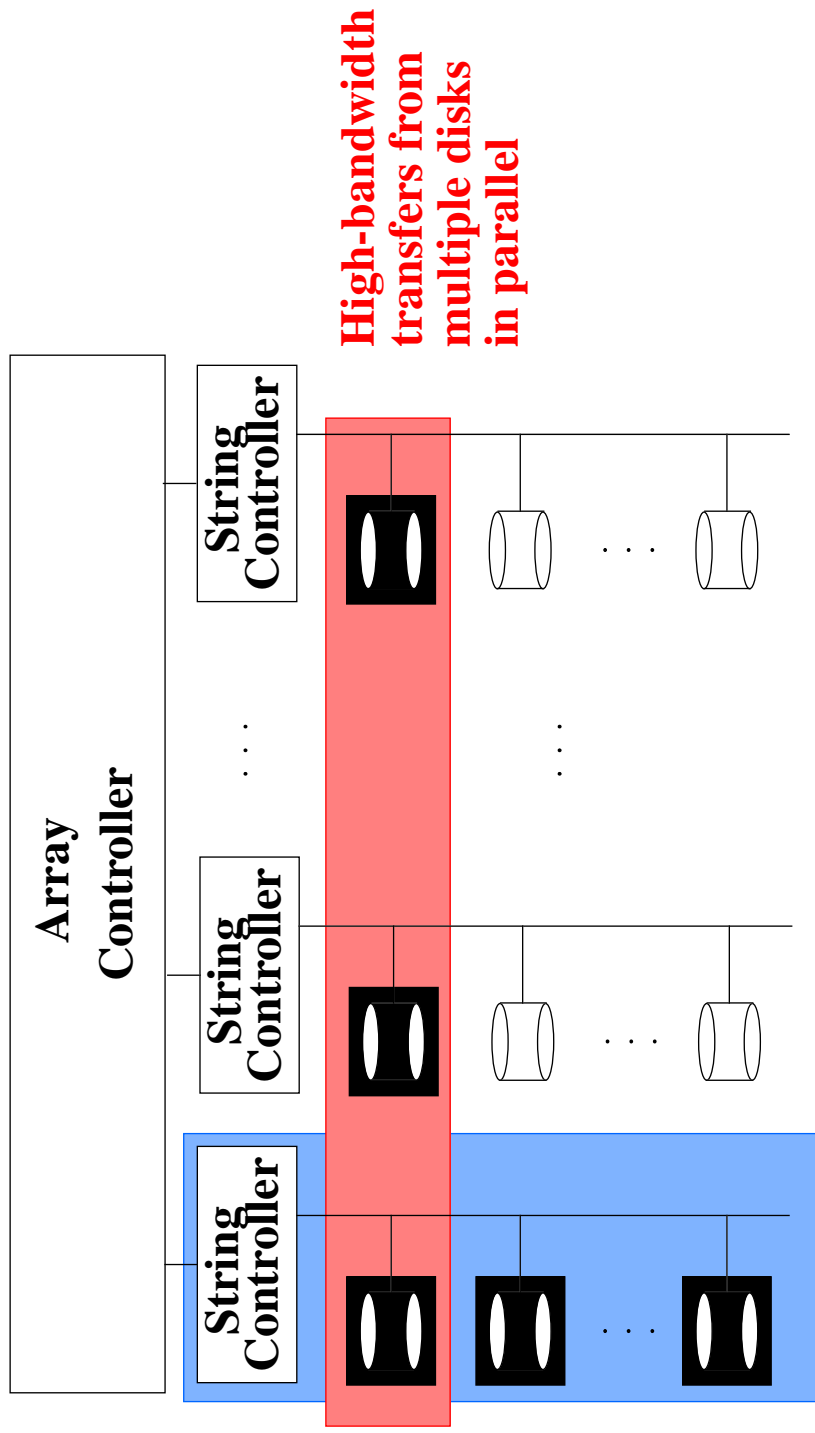 Array
Controller
String
Controller
String
Controller
String
Controller
. . .
. . .
. . .
. . .
. . .
High-bandwidth
transfers from
multiple disks
in parallel